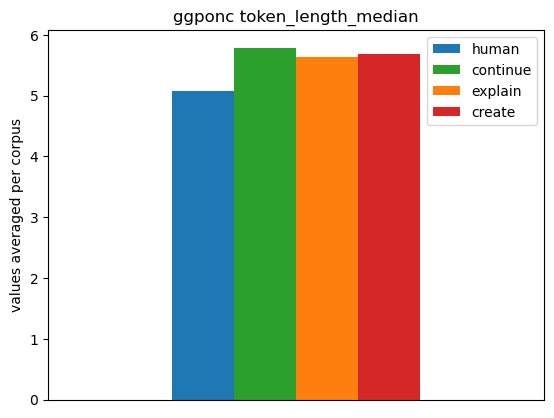 ggponc token_length_median
values averaged per corpus
6
5
4
3
2
1
0
human
continue
explain
create